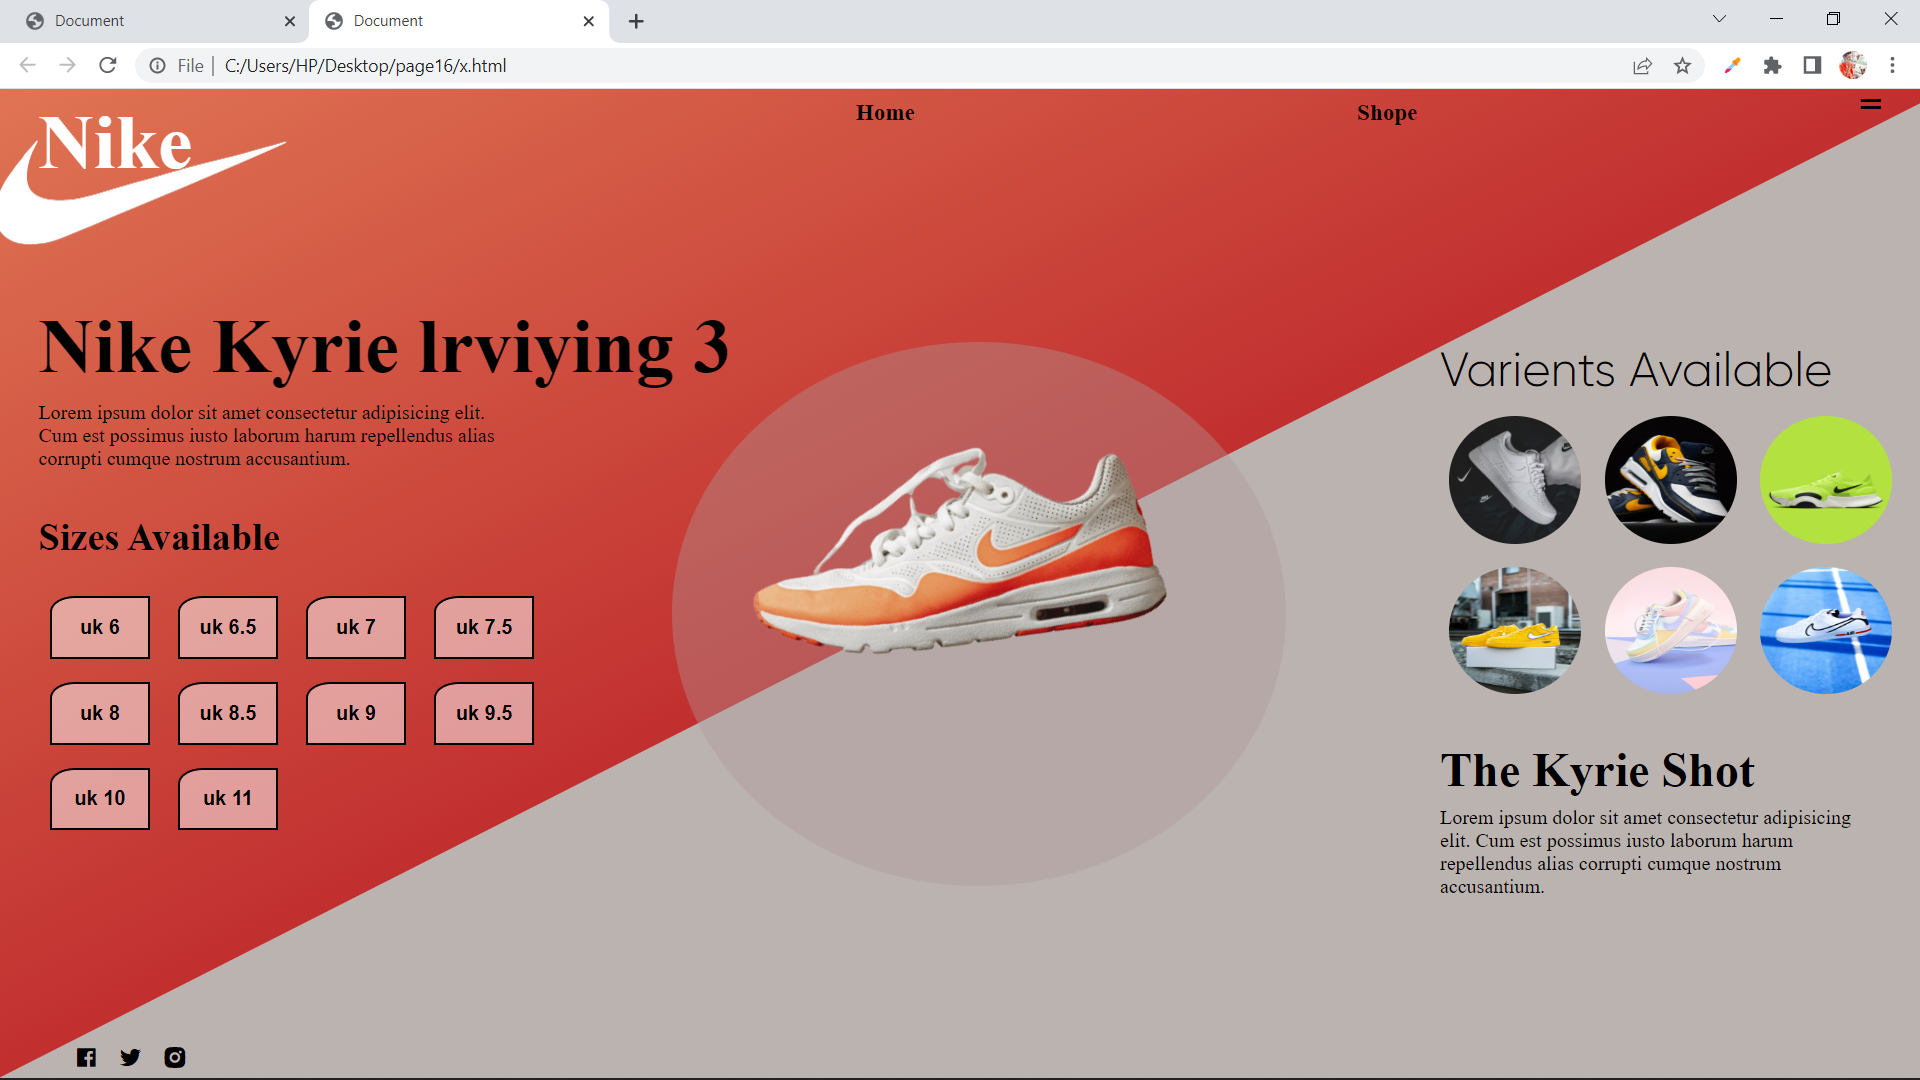 Document
Document
File
C:/Users/HP/Desktop/page16/x.html
Nike
Home
Shope
Nike Kyrie lrviying 3
Lorem ipsum dolor sit amet consectetur adipisicing elit.
Cum est possimus iusto laborum harum repellendus alias
corrupti cumque nostrum accusantium.
Sizes Available
uk 6
uk 6.5
uk 7
uk 7.5
uk 8
uk 8.5
uk 9
uk 9.5
uk 10
uk 11
Varients Available
The Kyrie Shot
Lorem ipsum dolor sit amet consectetur adipisicing
elit. Cum est possimus iusto laborum harum
repellendus alias corrupti cumque nostrum
accusantium.